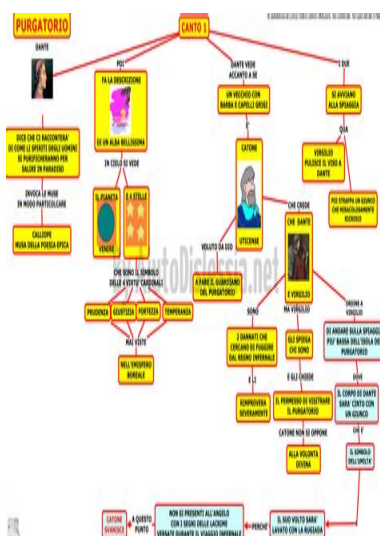 PURGATORIO
CANTO 1
DANTE
DICE CHE CI RACCONTERA'
DI COME LE SPIRITI DEGLI UOMINI
SI PURIFICHERANNO PER
SALIRE IN PARADISO
INVOCA LE MUSE
IN MODO PARTICOLCARE
CALLIOPE
MUSA DELLA POESIA EPICA
POI
FA LA DESCRIZIONE
DI UN ALBA BELLISSIMA
IN CIELO SI VEDE
IL PIANETA
VENERE
E 4 STELLE
CHE SONO IL SIMBOLO
DELLE 4 VERTU' CARDINALI
PRUDENZA
GIUSTIZIA
FORTEZZA
TEMPERANZA
MAI VISTE
NELL'EMISFERO
BOREALE
DANTE VEDE
ACCANTO A SE
UN VECCHIO CON
BARBA E CAPELLI GRIGI
E'
CATONE
UTICENSE
VOLUTO DA DIO
A FARE IL GUARDIANO
DEL PURGATORIO
CHE CREDE
CHE DANTE
E VIRGILIO
SONO
2 DANNATI CHE
CERCANO DI FUGGIRE
DAL REGNO INFERNALE
E LI
RIMPROVERA
SEVERAMENTE
MA VIRGILIO
GLI SPIEGA
CHI SONO
E GLI CHIEDE
IL PERMESSO DI VISITARE
IL PURGATORIO
CATONE NON SI OPPONE
ALLA VOLONTA
DIVINA
I DUE
SI AVVIANO
ALLA SPIAGGIA
QUA
VIRGILIO
PULISCE IL VISO A
DANTE
POI STRAPPA UN GIUNCO
CHE MIRACOLOSAMENTE
RICRESCE
ORDINE A
VIRGILIO
DI ANDARE SULLA SPIAGGIA
PIU' BASSA DELL'ISOLA DEL
PURGATORIO
DOVE
IL CORPO DI DANTE
SARA' CINTO CON
UN GIUNCO
CHE E'
IL SIMBOLO
DELL'UMILTA'
IL SUO VOLTO SARA'
LAVATO CON LA RUGIADA
PERCHE'
NON SI PRESENTI ALL'ANGELO
CON I SEGNI DELLE LACRIME
VERSATE DURANTE IL VIAGGIO INFERNALE
A QUESTO
PUNTO
CATONE
SVANISCE
AiutoDislessia.net